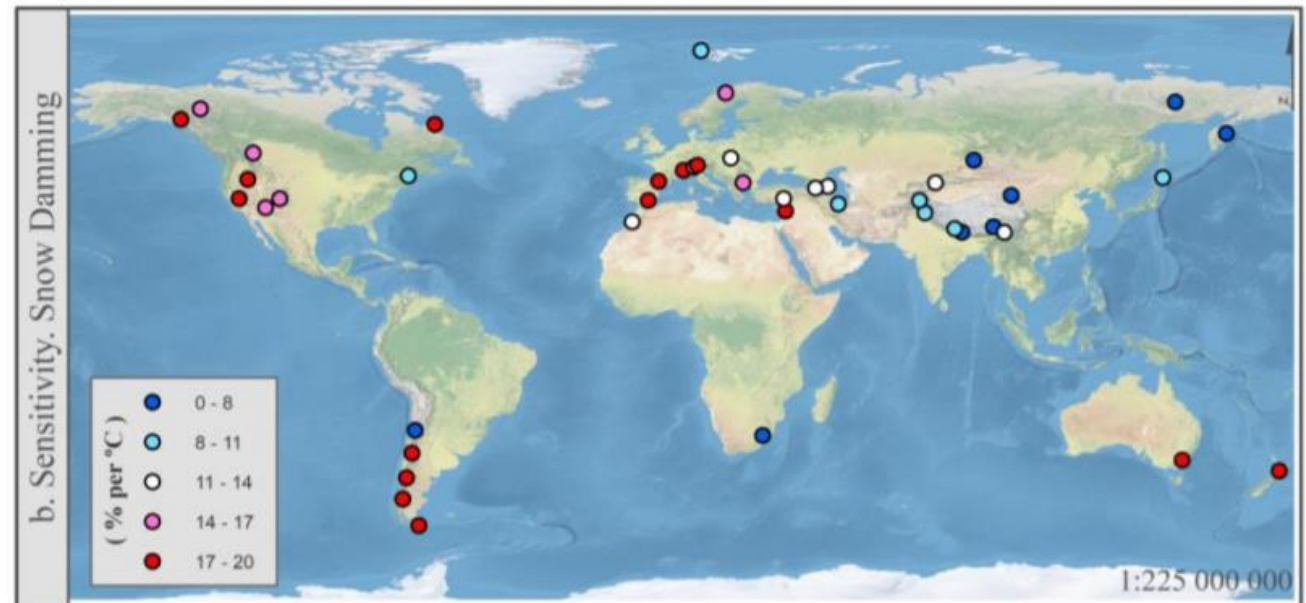 b. Sensitivity. Snow Damming
( % per °C )
0 - 8
8 - 11
11 - 14
14 - 17
17 - 20
1:225 000 000
N